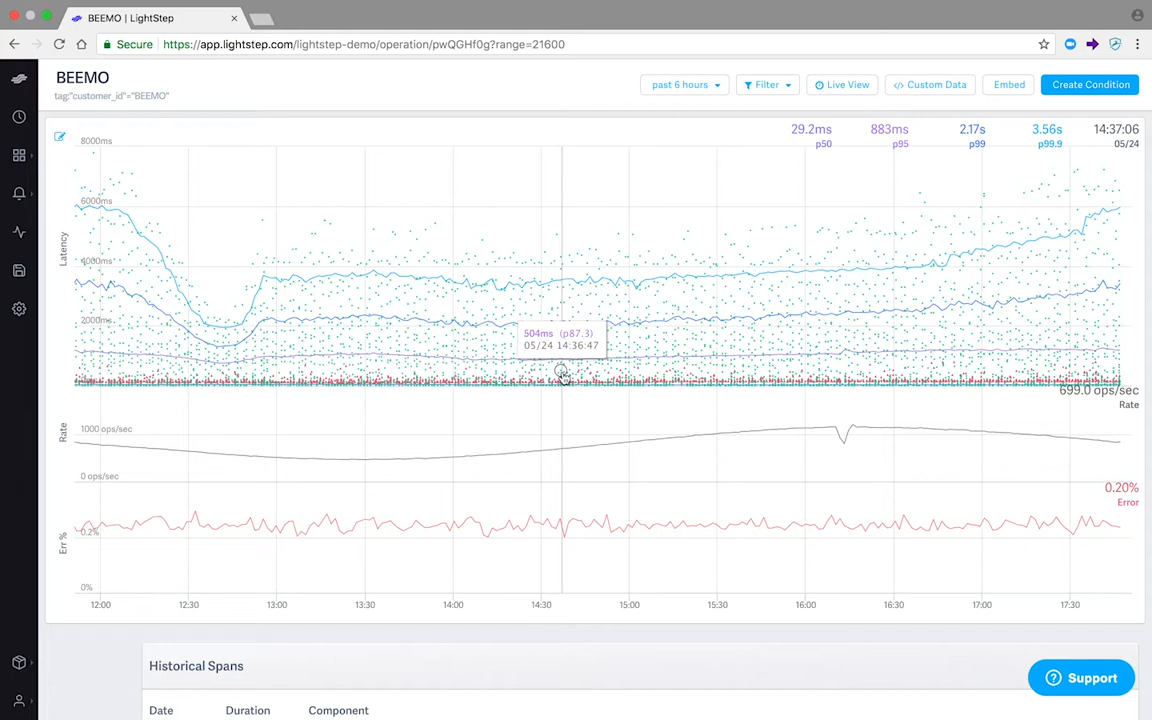 BEEMO | LightStep
Secure
https://app.lightstep.com/lightstep-demo/operation/pwQGHf0g?range=21600
BEEMO
tag:"customer_id"="BEEMO"
past 6 hours
Filter
Live View
Custom Data
Embed
Create Condition
29.2ms
883ms
2.17s
3.56s
14:37:06
p50
p95
p99
p99.9
05/24
8000ms
6000ms
4000ms
2000ms
Latency
504ms (p87.3)
05/24 14:36:47
699.0 ops/sec
Rate
1000 ops/sec
0 ops/sec
Rate
0.20%
Error
0.2%
0%
Err %
12:00
12:30
13:00
13:30
14:00
14:30
15:00
15:30
16:00
16:30
17:00
17:30
Historical Spans
Date
Duration
Component
Support